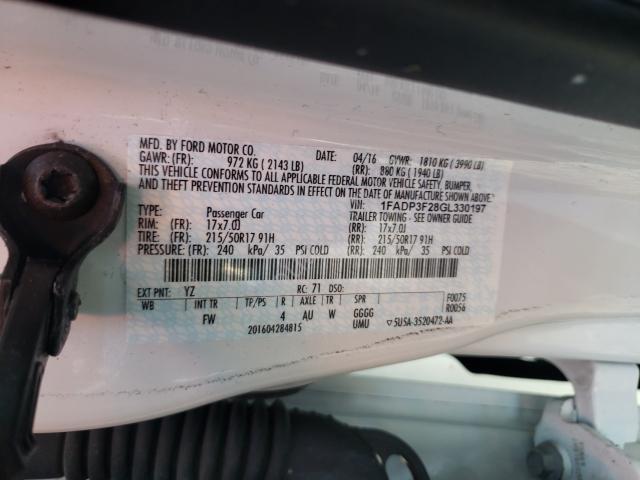 MFD. BY FORD MOTOR CO. DATE: 04/16 GVWR: 1810 KG (3990 LB)
GAWR: (FR): 972 KG (2143 LB) (RR): 880 KG (1940 LB)
THIS VEHICLE CONFORMS TO ALL APPLICABLE FEDERAL MOTOR VEHICLE SAFETY, BUMPER,
AND THEFT PREVENTION STANDARDS IN EFFECT ON THE DATE OF MANUFACTURE SHOWN ABOVE.
VIN: 1FADP3F28GL330197
TYPE: Passenger Car TRAILER TOWING - SEE OWNER GUIDE
RIM: (FR): 17x7.0J (RR): 17x7.0J
TIRE: (FR): 215/50R17 91H (RR): 215/50R17 91H
PRESSURE: (FR): 240 kPa/ 35 PSI COLD (RR): 240 kPa/ 35 PSI COLD
EXT PNT: YZ RC: 71 DSO: F0075
WB INT TR TP/PS R AXLE TR SPR R0056
FW 4 AU W GGGG
201604284815 UMU ▽5U5A-3520472-AA